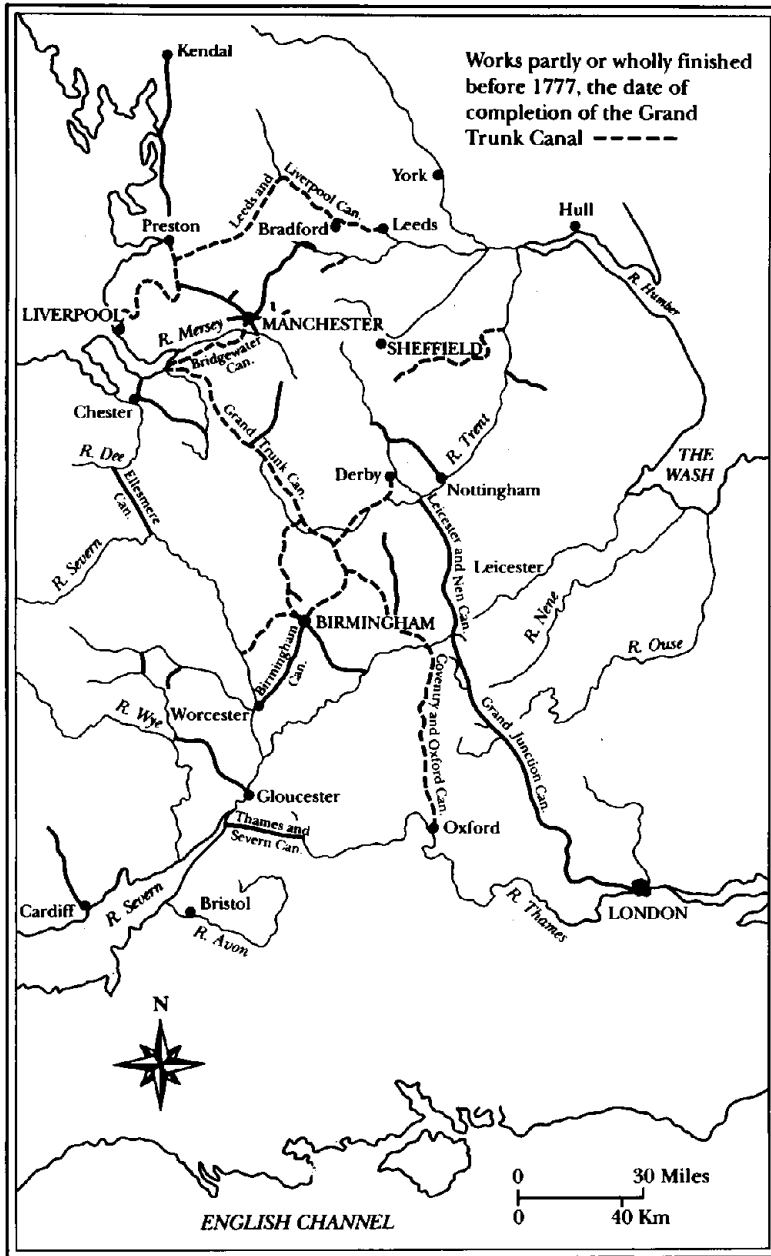 Kendal
Works partly or wholly finished
before 1777, the date of
completion of the Grand
Trunk Canal
York
Leeds and
Liverpool Can.
Hull
Preston
Bradford
Leeds
R. Humber
LIVERPOOL
R. Mersey
MANCHESTER
Bridgewater
Can.
SHEFFIELD
Chester
Grand Trunk Can.
R. Trent
R. Dee
Ellesmere
Can.
Derby
Nottingham
THE
WASH
Leicester and Nen Can.
Leicester
R. Severn
R. Nene
BIRMINGHAM
R. Ouse
Birmingham
Can.
Coventry and Oxford Can.
Worcester
R. Wye
Grand Junction Can.
Gloucester
Thames and
Severn Can.
Oxford
Cardiff
R. Severn
Bristol
R. Avon
R. Thames
LONDON
N
0 30 Miles
0 40 Km
ENGLISH CHANNEL